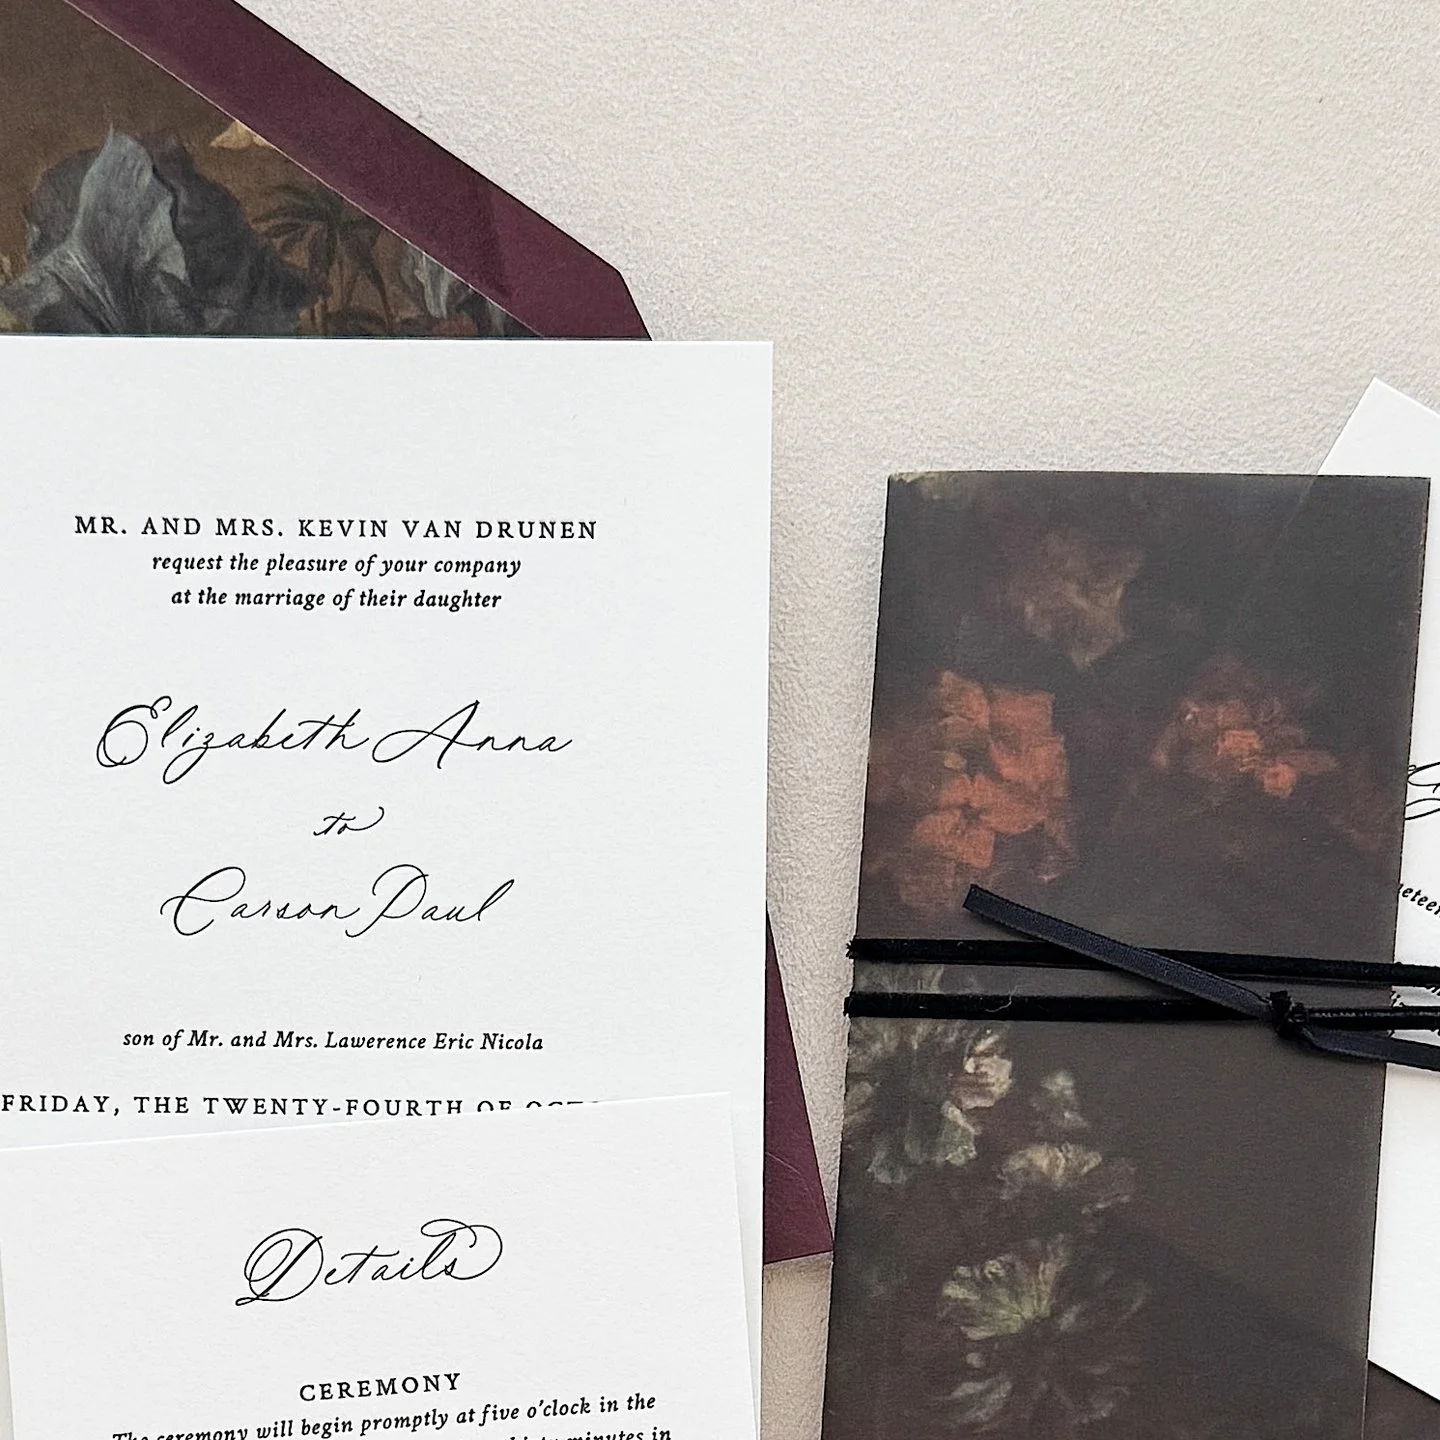 MR. AND MRS. KEVIN VAN DRUNEN
request the pleasure of your company
at the marriage of their daughter
Elizabeth Anna
to
Carson Paul
son of Mr. and Mrs. Lawerence Eric Nicola
FRIDAY, THE TWENTY-FOURTH OF
Details
CEREMONY
The ceremony will begin promptly at five o'clock in the
minutes in